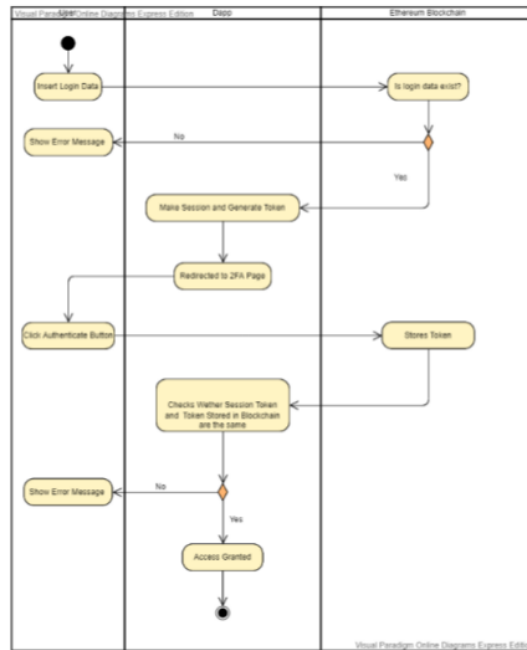 Visual Paradigm Online Diagrams Express Edition
User
Dapp
Ethereum Blockchain
Insert Login Data
Is login data exist?
Show Error Message
No
Yes
Make Session and Generate Token
Redirected to 2FA Page
Click Authenticate Button
Stores Token
Checks Wether Session Token
and Token Stored in Blockchain
are the same
Show Error Message
No
Yes
Access Granted
Visual Paradigm Online Diagrams Express Editio